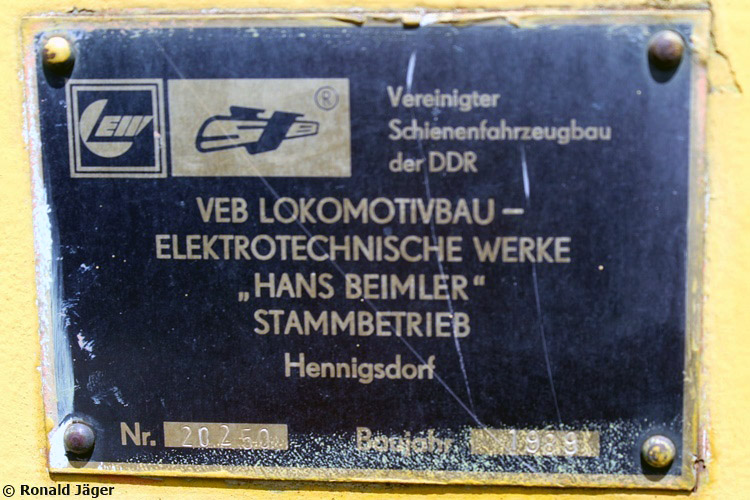 LEW
®
Vereinigter
Schienenfahrzeugbau
der DDR
VEB LOKOMOTIVBAU –
ELEKTROTECHNISCHE WERKE
„HANS BEIMLER“
STAMMBETRIEB
Hennigsdorf
Nr. 20250 Baujahr 1989
© Ronald Jäger